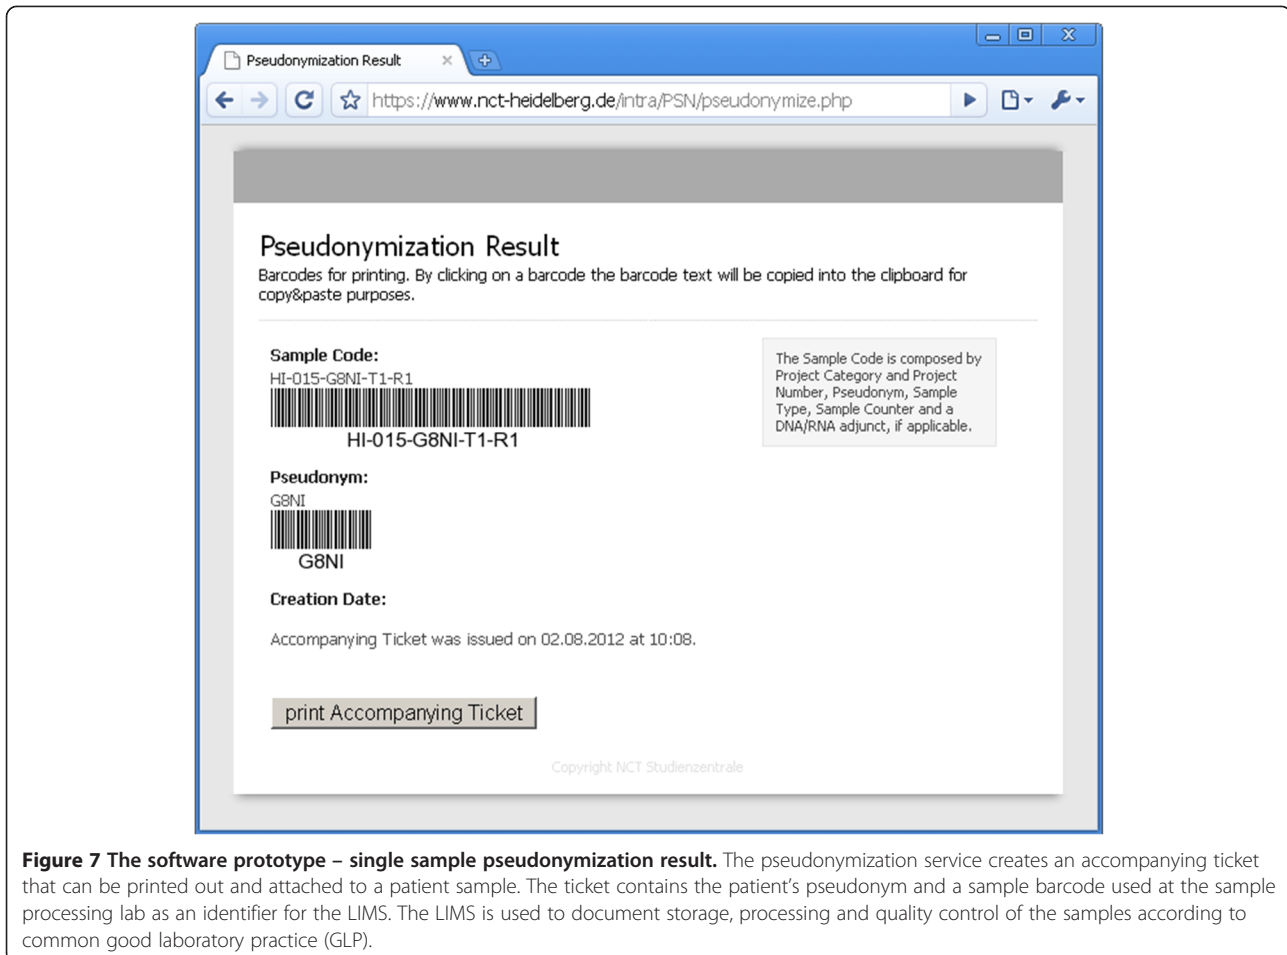 Pseudonymization Result
https://www.nct-heidelberg.de/intra/PSN/pseudonymize.php
Pseudonymization Result
Barcodes for printing. By clicking on a barcode the barcode text will be copied into the clipboard for
copy&paste purposes.
Sample Code:
HI-015-G8NI-T1-R1
HI-015-G8NI-T1-R1
The Sample Code is composed by
Project Category and Project
Number, Pseudonym, Sample
Type, Sample Counter and a
DNA/RNA adjunct, if applicable.
Pseudonym:
G8NI
G8NI
Creation Date:
Accompanying Ticket was issued on 02.08.2012 at 10:08.
print Accompanying Ticket
Copyright NCT Studienzentrale
Figure 7 The software prototype – single sample pseudonymization result. The pseudonymization service creates an accompanying ticket
that can be printed out and attached to a patient sample. The ticket contains the patient's pseudonym and a sample barcode used at the sample
processing lab as an identifier for the LIMS. The LIMS is used to document storage, processing and quality control of the samples according to
common good laboratory practice (GLP).